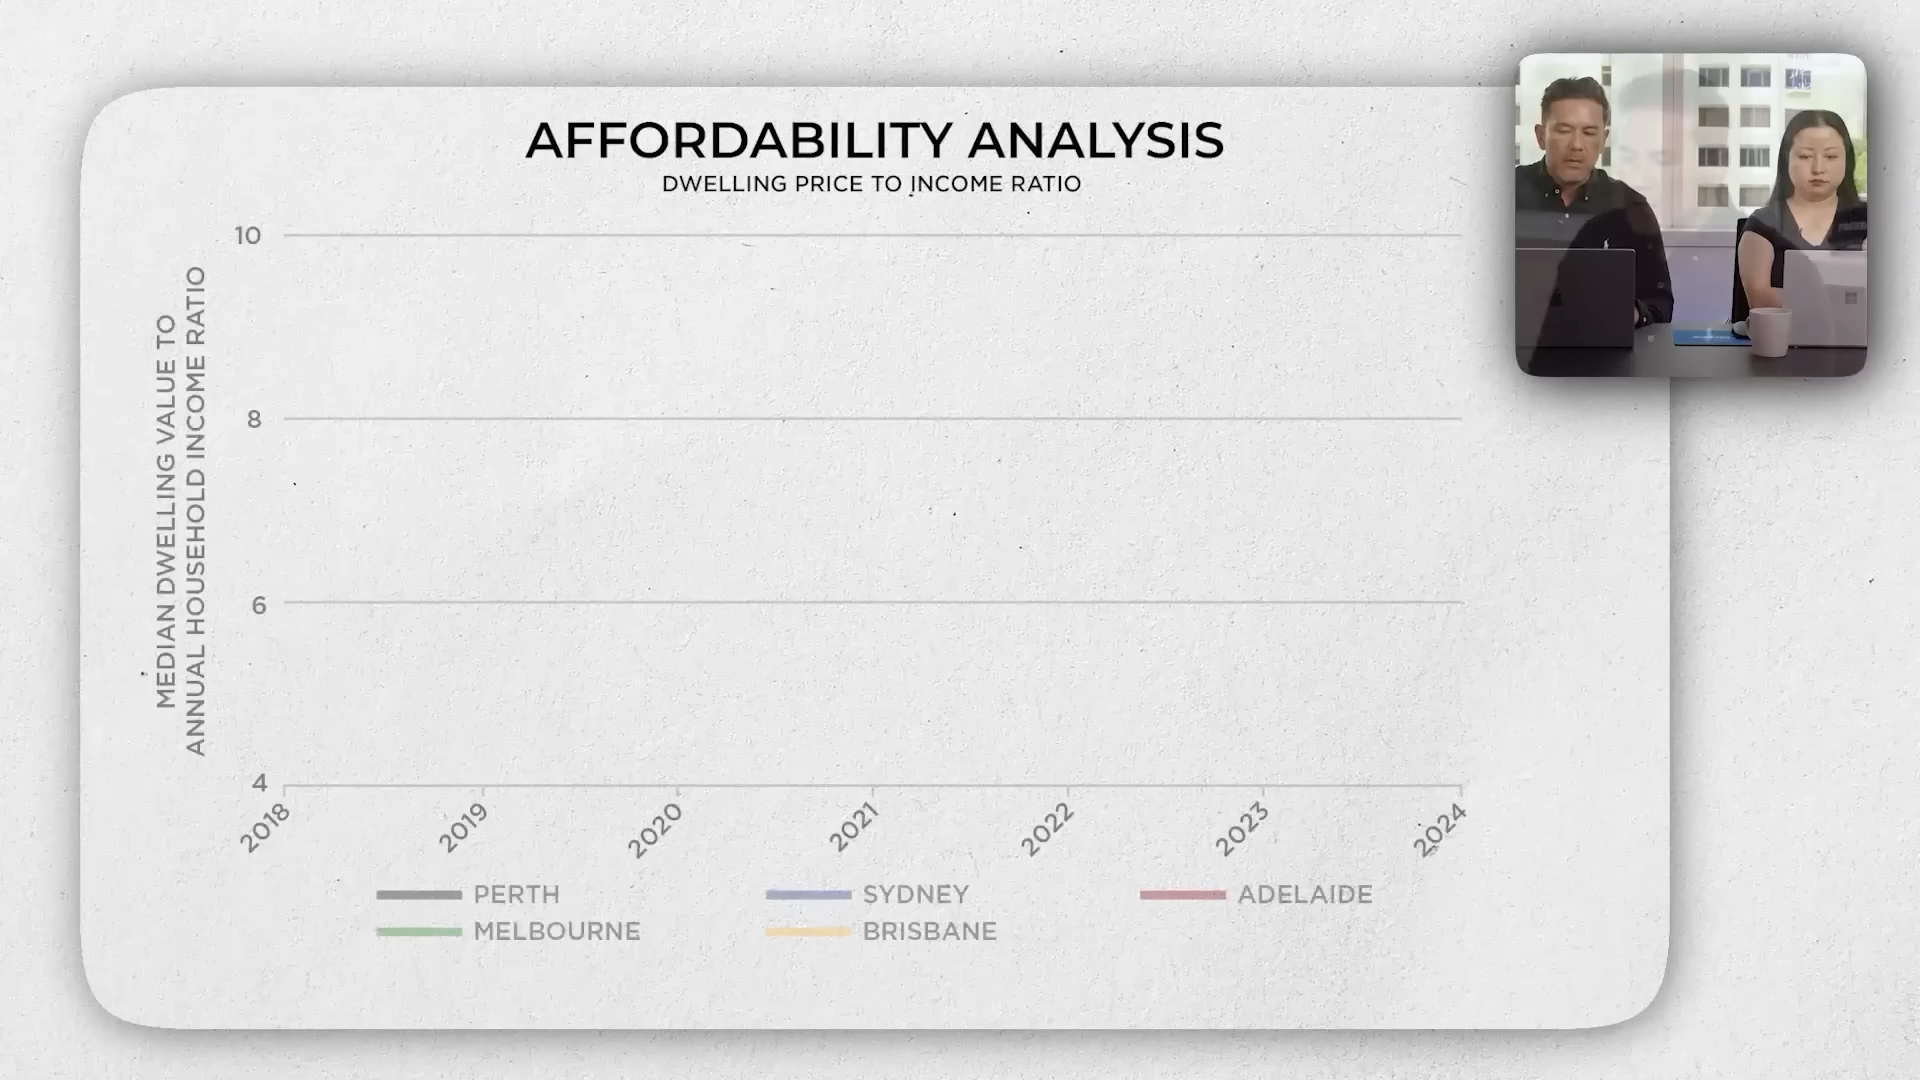 AFFORDABILITY ANALYSIS
DWELLING PRICE TO INCOME RATIO
MEDIAN DWELLING VALUE TO
ANNUAL HOUSEHOLD INCOME RATIO
10
8
6
4
2018 2019 2020 2021 2022 2023 2024
PERTH SYDNEY ADELAIDE
MELBOURNE BRISBANE